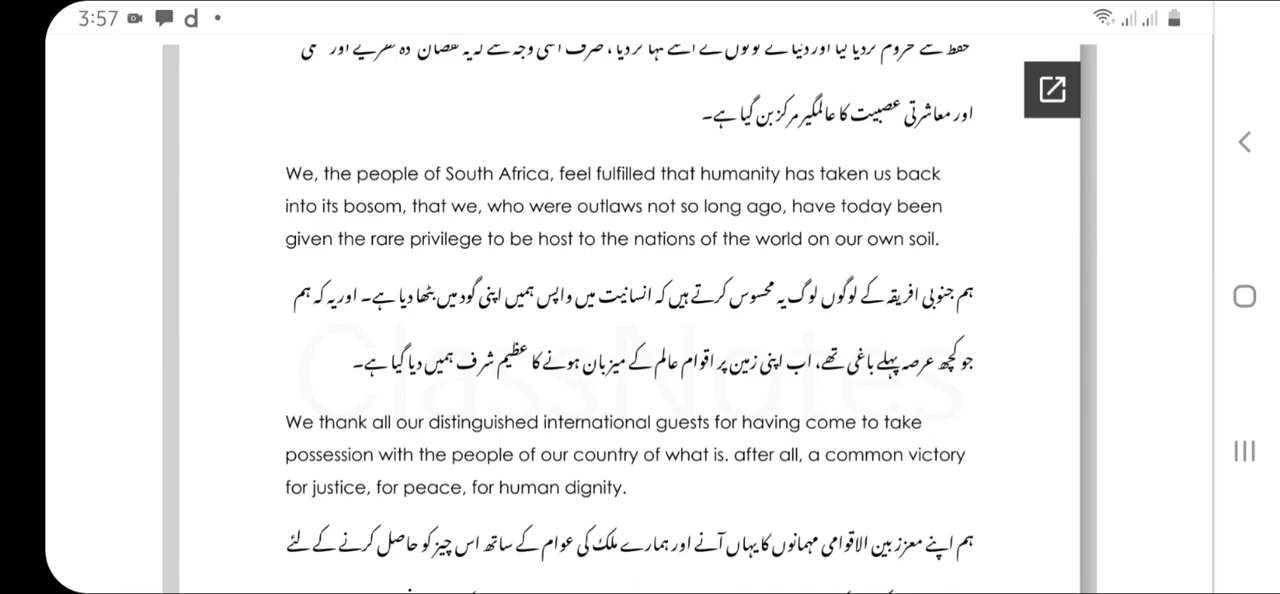 3:57
اور معاشرتی عصبیت کا عالمگیر مرکز بن گیا ہے۔
We, the people of South Africa, feel fulfilled that humanity has taken us back
into its bosom, that we, who were outlaws not so long ago, have today been
given the rare privilege to be host to the nations of the world on our own soil.
ہم جنوبی افریقہ کے لوگوں لوگ یہ محسوس کرتے ہیں کہ انسانیت میں واپس ہمیں اپنی گود میں بٹھا دیا ہے۔ اور یہ کہ ہم
جو کچھ عرصہ پہلے باغی تھے، اب اپنی زمین پر اقوام عالم کے میزبان ہونے کا عظیم شرف ہمیں دیا گیا ہے۔
ClassNotes
We thank all our distinguished international guests for having come to take
possession with the people of our country of what is. after all, a common victory
for justice, for peace, for human dignity.
ہم اپنے معزز بین الاقوامی مہمانوں کا یہاں آنے اور ہمارے ملک کی عوام کے ساتھ اس چیز کو حاصل کرنے کے لئے